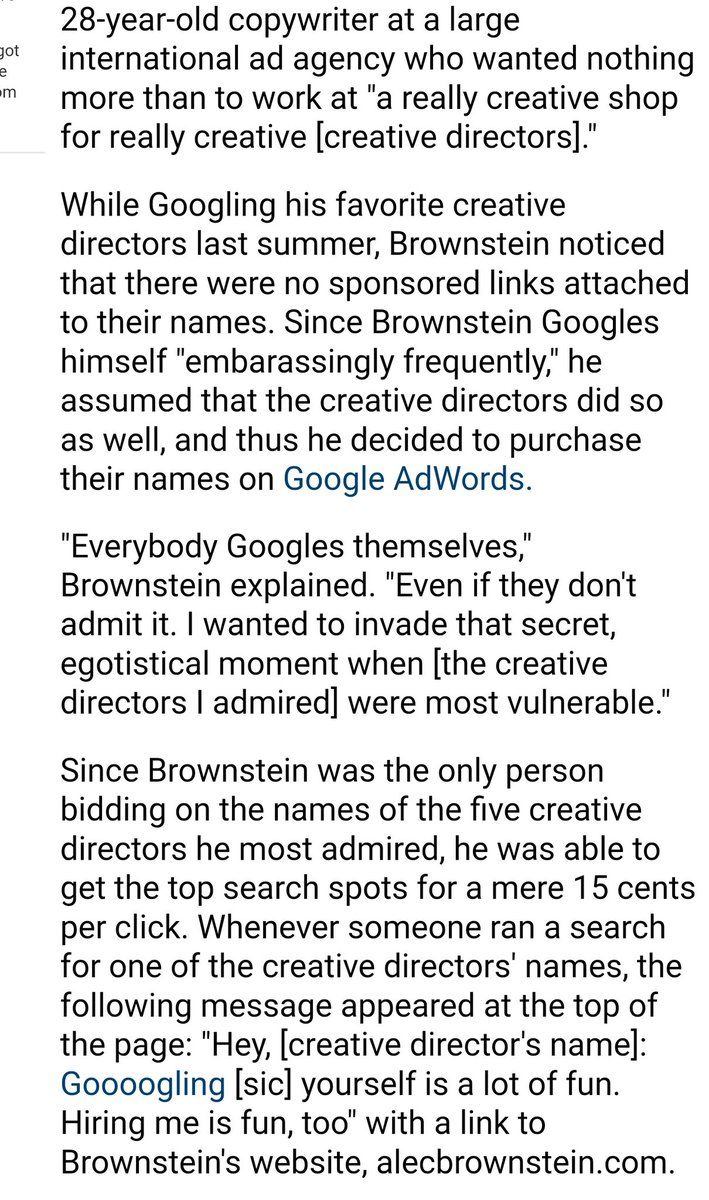 got
e
om
28-year-old copywriter at a large
international ad agency who wanted nothing
more than to work at "a really creative shop
for really creative [creative directors]."
While Googling his favorite creative
directors last summer, Brownstein noticed
that there were no sponsored links attached
to their names. Since Brownstein Googles
himself "embarassingly frequently," he
assumed that the creative directors did so
as well, and thus he decided to purchase
their names on Google AdWords.
"Everybody Googles themselves,"
Brownstein explained. "Even if they don't
admit it. I wanted to invade that secret,
egotistical moment when [the creative
directors I admired] were most vulnerable."
Since Brownstein was the only person
bidding on the names of the five creative
directors he most admired, he was able to
get the top search spots for a mere 15 cents
per click. Whenever someone ran a search
for one of the creative directors' names, the
following message appeared at the top of
the page: "Hey, [creative director's name]:
Goooogling [sic] yourself is a lot of fun.
Hiring me is fun, too" with a link to
Brownstein's website, alecbrownstein.com.